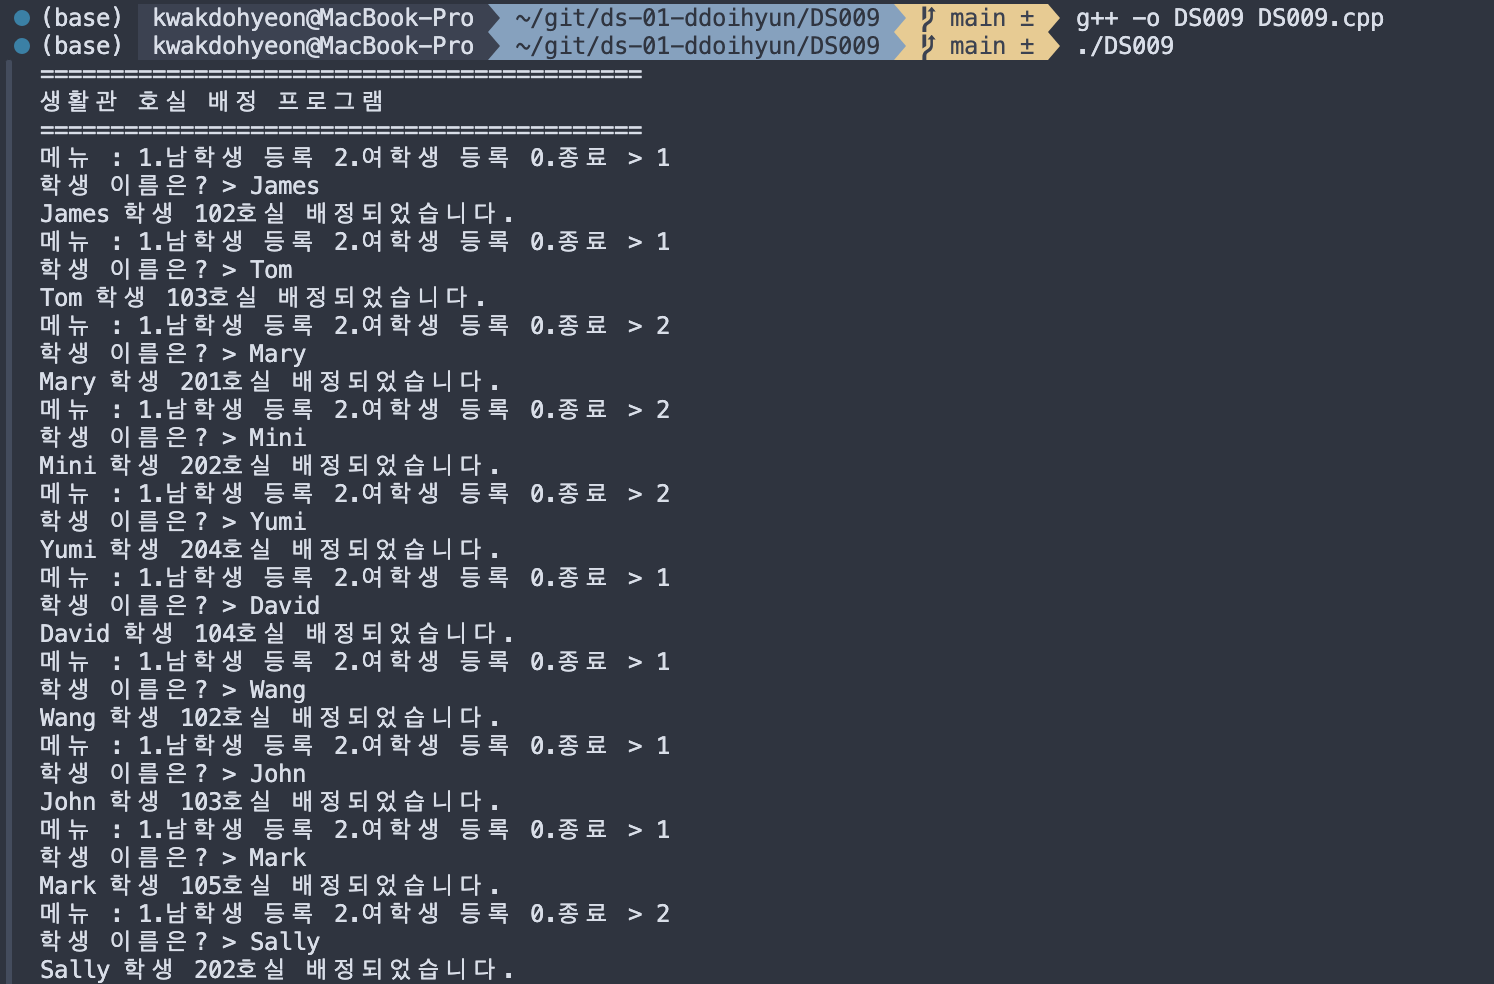 (base) kwakdohyeon@MacBook-Pro ~/git/ds-01-ddoihyun/DS009 main ± g++ -o DS009 DS009.cpp
(base) kwakdohyeon@MacBook-Pro ~/git/ds-01-ddoihyun/DS009 main ± ./DS009
===========================================
생활관 호실 배정 프로그램
===========================================
메뉴 : 1.남학생 등록 2.여학생 등록 0.종료 > 1
학생 이름은? > James
James 학생 102호실 배정되었습니다.
메뉴 : 1.남학생 등록 2.여학생 등록 0.종료 > 1
학생 이름은? > Tom
Tom 학생 103호실 배정되었습니다.
메뉴 : 1.남학생 등록 2.여학생 등록 0.종료 > 2
학생 이름은? > Mary
Mary 학생 201호실 배정되었습니다.
메뉴 : 1.남학생 등록 2.여학생 등록 0.종료 > 2
학생 이름은? > Mini
Mini 학생 202호실 배정되었습니다.
메뉴 : 1.남학생 등록 2.여학생 등록 0.종료 > 2
학생 이름은? > Yumi
Yumi 학생 204호실 배정되었습니다.
메뉴 : 1.남학생 등록 2.여학생 등록 0.종료 > 1
학생 이름은? > David
David 학생 104호실 배정되었습니다.
메뉴 : 1.남학생 등록 2.여학생 등록 0.종료 > 1
학생 이름은? > Wang
Wang 학생 102호실 배정되었습니다.
메뉴 : 1.남학생 등록 2.여학생 등록 0.종료 > 1
학생 이름은? > John
John 학생 103호실 배정되었습니다.
메뉴 : 1.남학생 등록 2.여학생 등록 0.종료 > 1
학생 이름은? > Mark
Mark 학생 105호실 배정되었습니다.
메뉴 : 1.남학생 등록 2.여학생 등록 0.종료 > 2
학생 이름은? > Sally
Sally 학생 202호실 배정되었습니다.